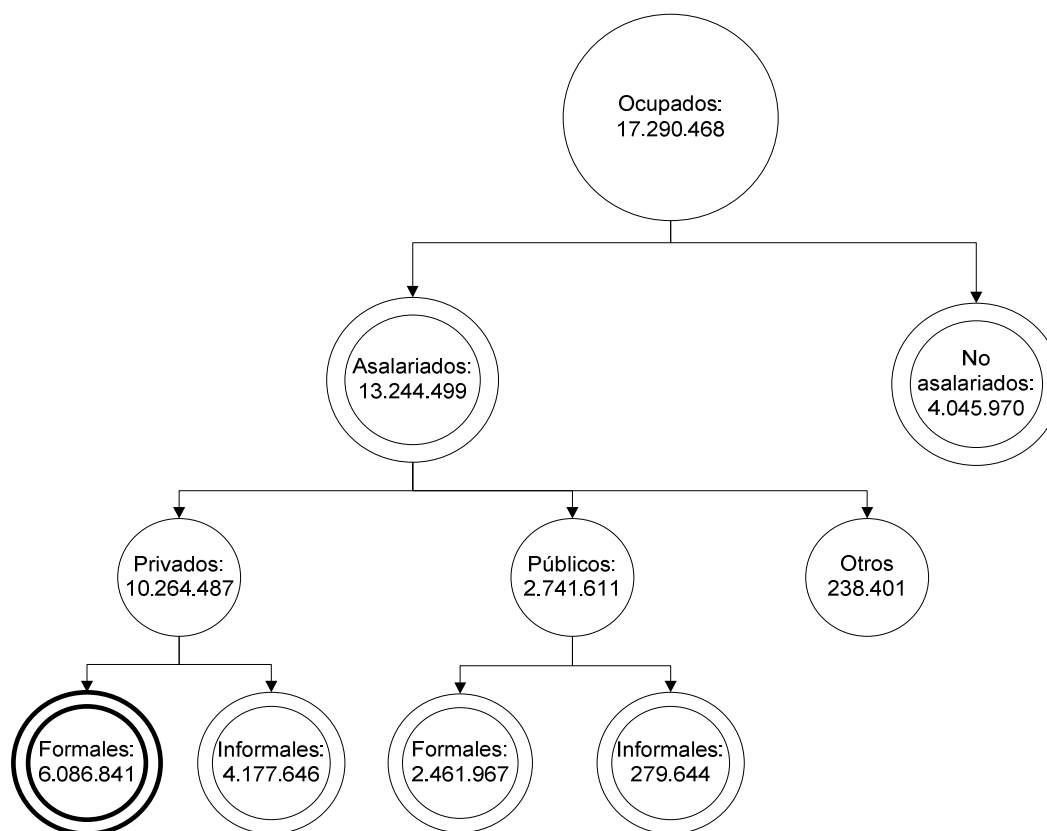 Ocupados:
17.290.468
Asalariados:
13.244.499
No
asalariados:
4.045.970
Privados:
10.264.487
Públicos:
2.741.611
Otros
238.401
Formales:
6.086.841
Informales:
4.177.646
Formales:
2.461.967
Informales:
279.644